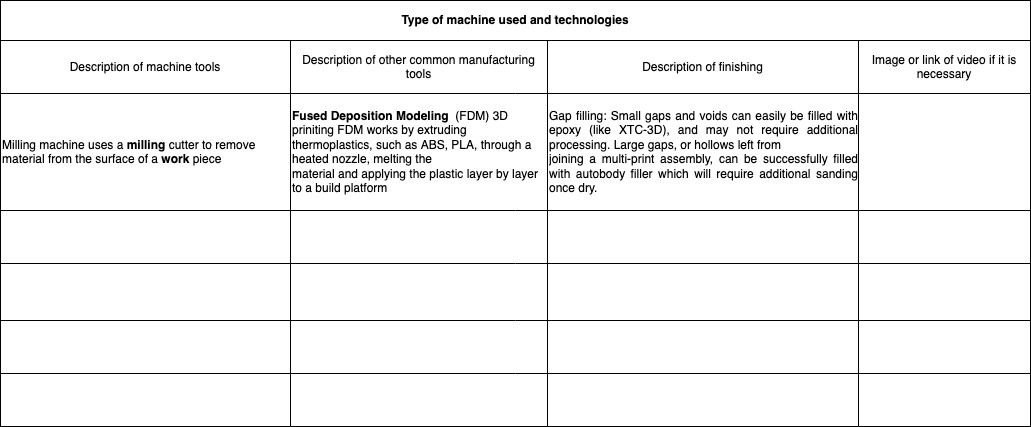 Type of machine used and technologies
Description of machine tools
Description of other common manufacturing
tools
Description of finishing
Image or link of video if it is
necessary
Milling machine uses a milling cutter to remove
material from the surface of a work piece
Fused Deposition Modeling (FDM) 3D
priniting FDM works by extruding
thermoplastics, such as ABS, PLA, through a
heated nozzle, melting the
material and applying the plastic layer by layer
to a build platform
Gap filling: Small gaps and voids can easily be filled with
epoxy (like XTC-3D), and may not require additional
processing. Large gaps, or hollows left from
joining a multi-print assembly, can be successfully filled
with autobody filler which will require additional sanding
once dry.